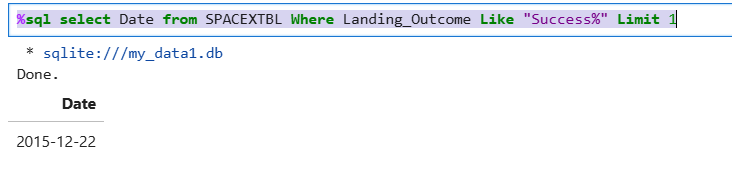 %sql select Date from SPACEXTBL Where Landing_Outcome Like "Success%" Limit 1
* sqlite:///my_data1.db
Done.
Date
2015-12-22